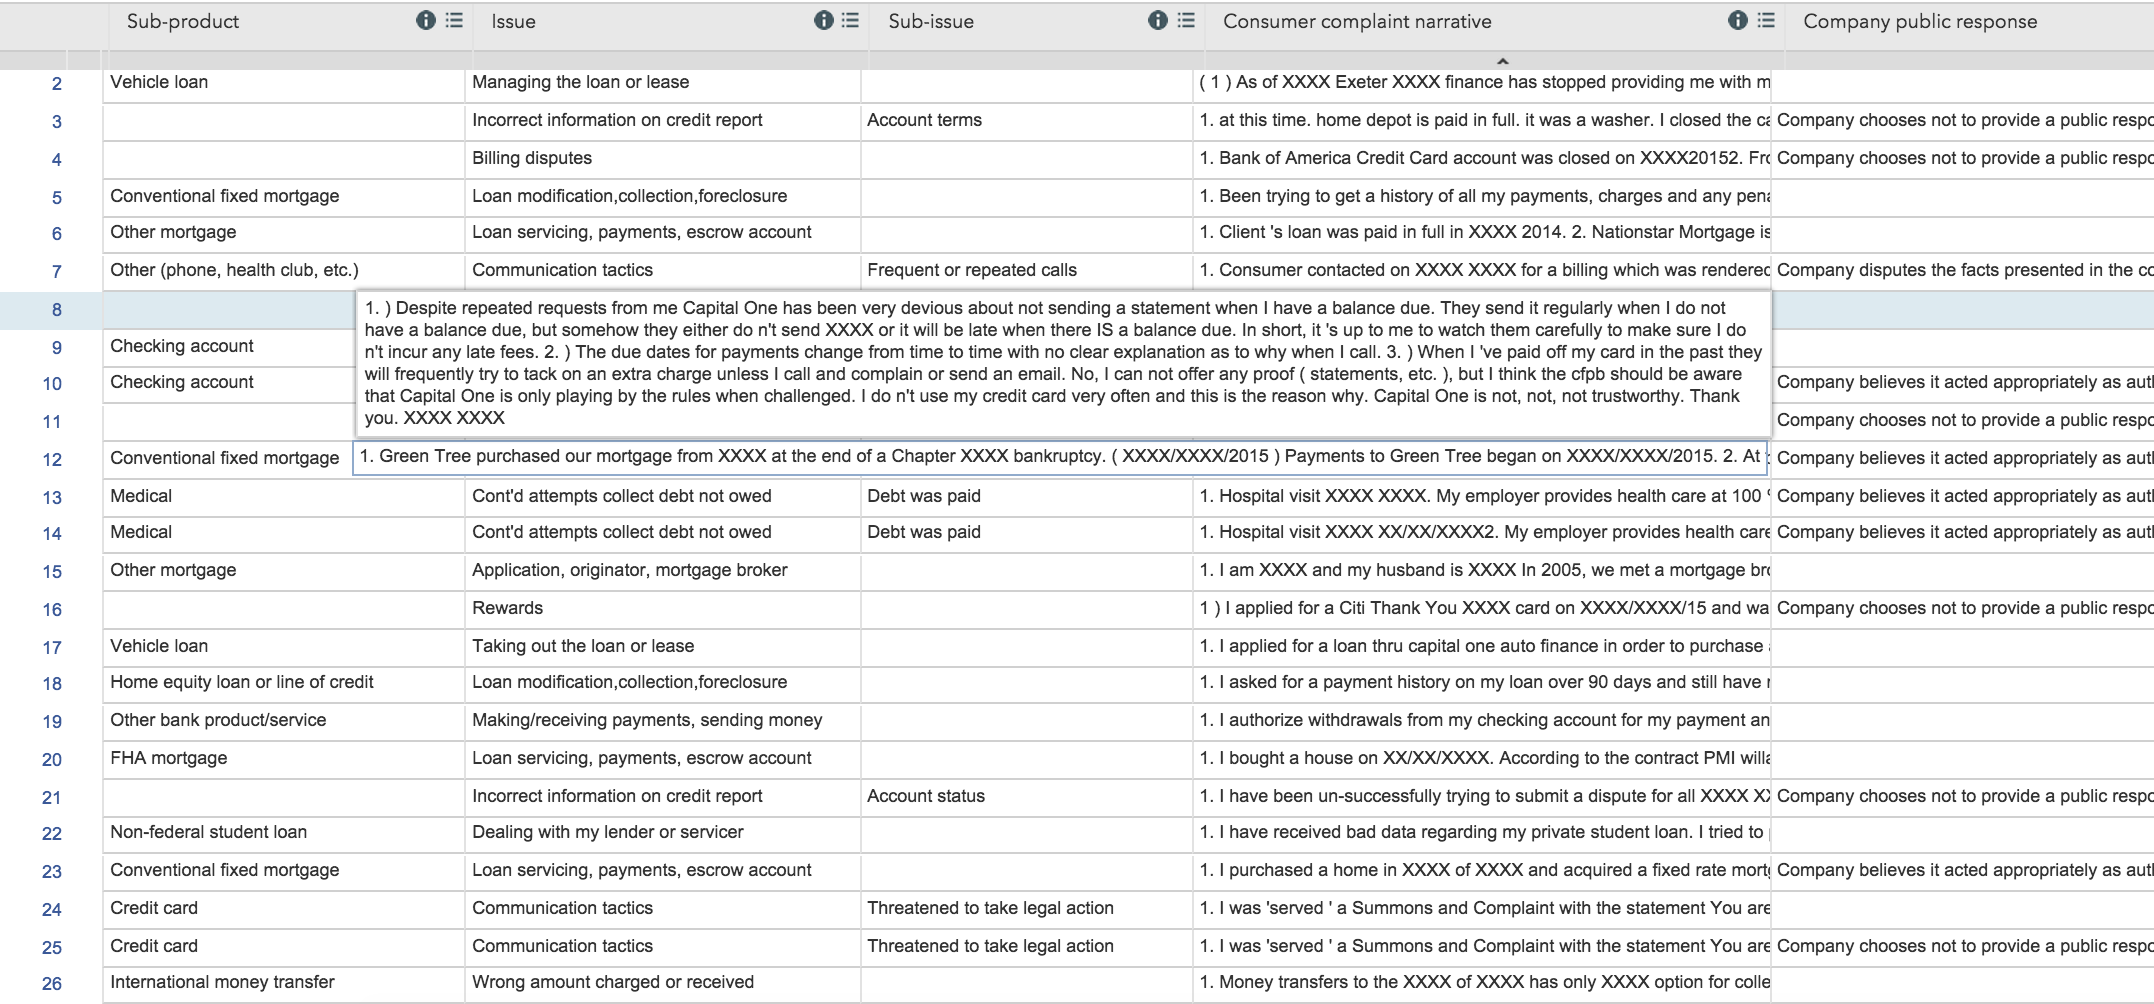 Sub-product Issue Sub-issue Consumer complaint narrative Company public response
2 Vehicle loan Managing the loan or lease ( 1 ) As of XXXX Exeter XXXX finance has stopped providing me with m
3 Incorrect information on credit report Account terms 1. at this time. home depot is paid in full. it was a washer. I closed the ca Company chooses not to provide a public respo
4 Billing disputes 1. Bank of America Credit Card account was closed on XXXX20152. Fro Company chooses not to provide a public respo
5 Conventional fixed mortgage Loan modification,collection,foreclosure 1. Been trying to get a history of all my payments, charges and any pena
6 Other mortgage Loan servicing, payments, escrow account 1. Client 's loan was paid in full in XXXX 2014. 2. Nationstar Mortgage is
7 Other (phone, health club, etc.) Communication tactics Frequent or repeated calls 1. Consumer contacted on XXXX XXXX for a billing which was rendered Company disputes the facts presented in the co
8
1. ) Despite repeated requests from me Capital One has been very devious about not sending a statement when I have a balance due. They send it regularly when I do not
have a balance due, but somehow they either do n't send XXXX or it will be late when there IS a balance due. In short, it 's up to me to watch them carefully to make sure I do
n't incur any late fees. 2. ) The due dates for payments change from time to time with no clear explanation as to why when I call. 3. ) When I 've paid off my card in the past they
will frequently try to tack on an extra charge unless I call and complain or send an email. No, I can not offer any proof ( statements, etc. ), but I think the cfpb should be aware
that Capital One is only playing by the rules when challenged. I do n't use my credit card very often and this is the reason why. Capital One is not, not, not trustworthy. Thank
you. XXXX XXXX
9 Checking account
10 Checking account Company believes it acted appropriately as auth
11 Company chooses not to provide a public respo
12 Conventional fixed mortgage 1. Green Tree purchased our mortgage from XXXX at the end of a Chapter XXXX bankruptcy. ( XXXX/XXXX/2015 ) Payments to Green Tree began on XXXX/XXXX/2015. 2. At Company believes it acted appropriately as auth
13 Medical Cont'd attempts collect debt not owed Debt was paid 1. Hospital visit XXXX XXXX. My employer provides health care at 100 % Company believes it acted appropriately as auth
14 Medical Cont'd attempts collect debt not owed Debt was paid 1. Hospital visit XXXX XX/XX/XXXX2. My employer provides health care Company believes it acted appropriately as auth
15 Other mortgage Application, originator, mortgage broker 1. I am XXXX and my husband is XXXX In 2005, we met a mortgage bro
16 Rewards 1 ) I applied for a Citi Thank You XXXX card on XXXX/XXXX/15 and wa Company chooses not to provide a public respo
17 Vehicle loan Taking out the loan or lease 1. I applied for a loan thru capital one auto finance in order to purchase
18 Home equity loan or line of credit Loan modification,collection,foreclosure 1. I asked for a payment history on my loan over 90 days and still have
19 Other bank product/service Making/receiving payments, sending money 1. I authorize withdrawals from my checking account for my payment an
20 FHA mortgage Loan servicing, payments, escrow account 1. I bought a house on XX/XX/XXXX. According to the contract PMI willa
21 Incorrect information on credit report Account status 1. I have been un-successfully trying to submit a dispute for all XXXX XX Company chooses not to provide a public respo
22 Non-federal student loan Dealing with my lender or servicer 1. I have received bad data regarding my private student loan. I tried to
23 Conventional fixed mortgage Loan servicing, payments, escrow account 1. I purchased a home in XXXX of XXXX and acquired a fixed rate mortg Company believes it acted appropriately as auth
24 Credit card Communication tactics Threatened to take legal action 1. I was 'served ' a Summons and Complaint with the statement You are
25 Credit card Communication tactics Threatened to take legal action 1. I was 'served ' a Summons and Complaint with the statement You are Company chooses not to provide a public respo
26 International money transfer Wrong amount charged or received 1. Money transfers to the XXXX of XXXX has only XXXX option for colle